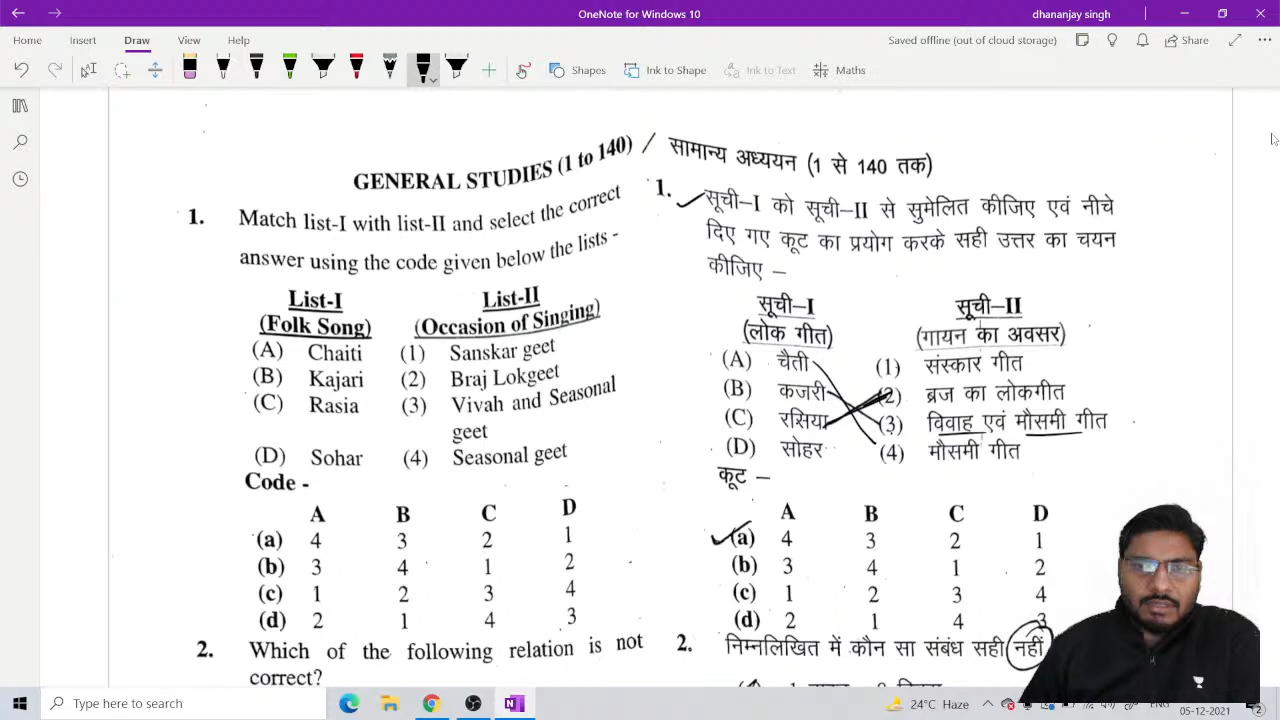 OneNote for Windows 10
dhananjay singh
Home Insert Draw View Help
Saved offline (out of cloud storage)
Share
Shapes
Ink to Shape
Ink to Text
Maths
GENERAL STUDIES (1 to 140) / सामान्य अध्ययन (1 से 140 तक)
1. Match list-I with list-II and select the correct
answer using the code given below the lists -
List-I List-II
(Folk Song) (Occasion of Singing)
(A) Chaiti (1) Sanskar geet
(B) Kajari (2) Braj Lokgeet
(C) Rasia (3) Vivah and Seasonal
geet
(D) Sohar (4) Seasonal geet
Code -
A B C D
(a) 4 3 2 1
(b) 3 4 1 2
(c) 1 2 3 4
(d) 2 1 4 3
2. Which of the following relation is not
correct?
1. सूची–I को सूची–II से सुमेलित कीजिए एवं नीचे
दिए गए कूट का प्रयोग करके सही उत्तर का चयन
कीजिए –
सूची–I सूची–II
(लोक गीत) (गायन का अवसर)
(A) चैती (1) संस्कार गीत
(B) कजरी (2) ब्रज का लोकगीत
(C) रसिया (3) विवाह एवं मौसमी गीत
(D) सोहर (4) मौसमी गीत
कूट –
A B C D
(a) 4 3 2 1
(b) 3 4 1 2
(c) 1 2 3 4
(d) 2 1 4 3
2. निम्नलिखित में कौन सा संबंध सही नहीं
Type here to search
24°C Haze
05-12-2021